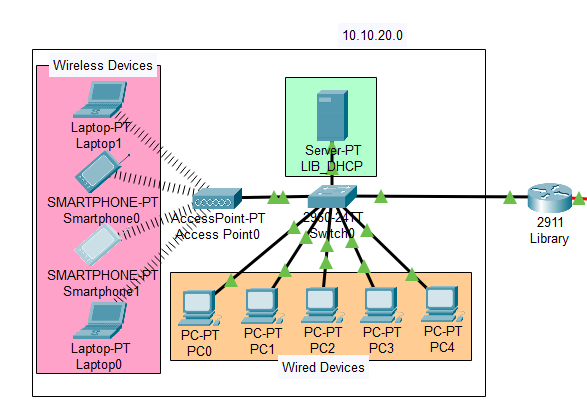 10.10.20.0
Wireless Devices
Laptop-PT
Laptop1
SMARTPHONE-PT
Smartphone0
SMARTPHONE-PT
Smartphone1
Laptop-PT
Laptop0
AccessPoint-PT
Access Point0
Server-PT
LIB_DHCP
2960-24TT
Switch0
2911
Library
PC-PT
PC0
PC-PT
PC1
PC-PT
PC2
PC-PT
PC3
PC-PT
PC4
Wired Devices